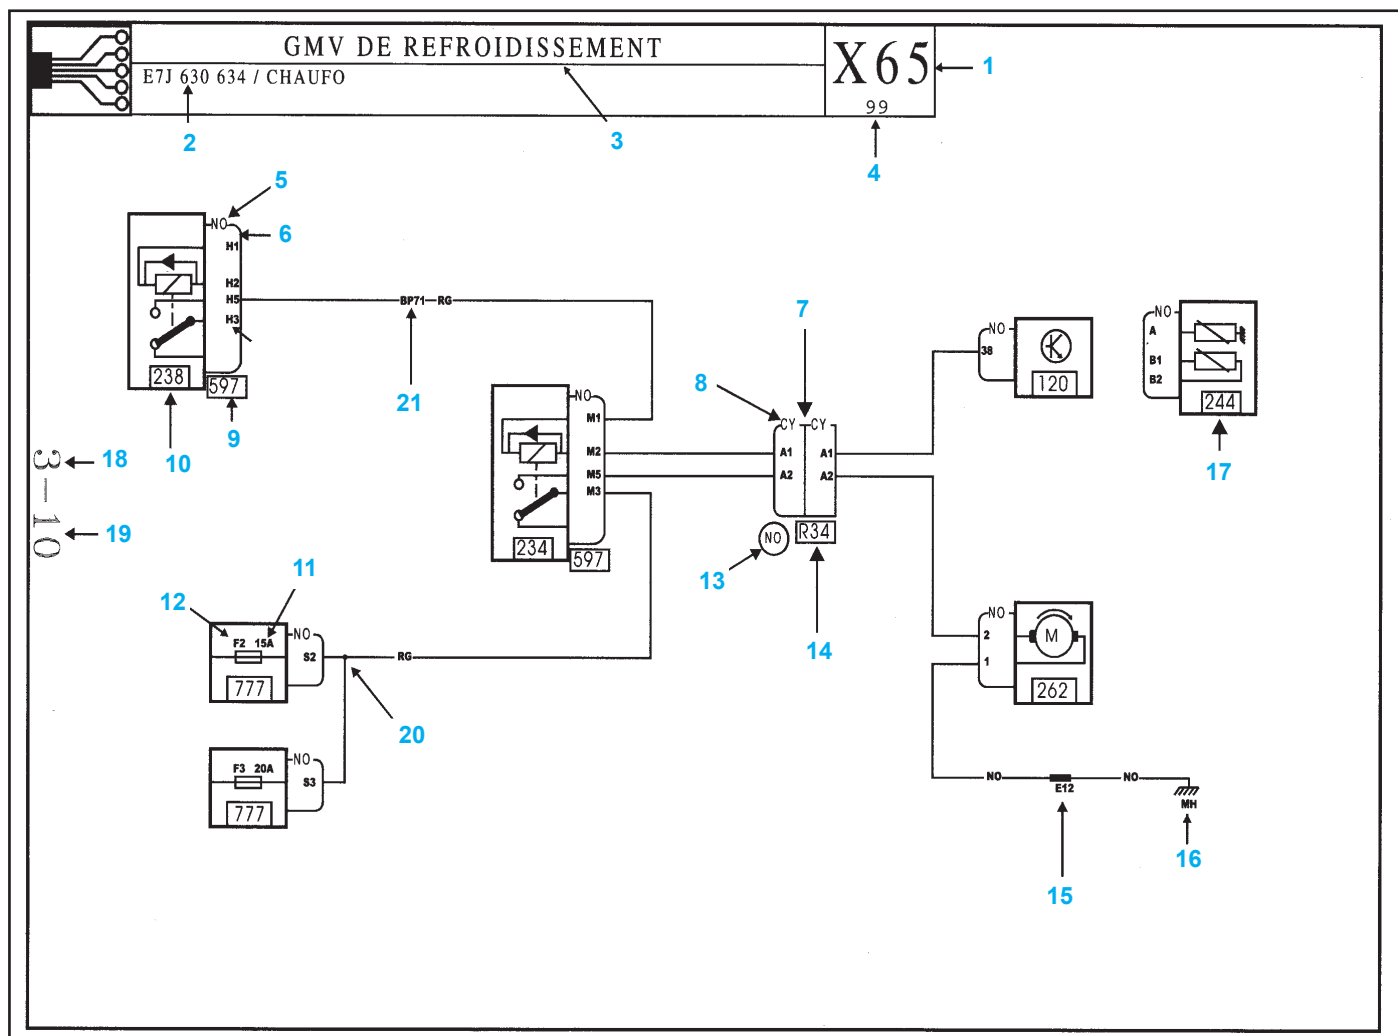 GMV DE REFROIDISSEMENT
E7J 630 634 / CHAUFO
X65
99
1
2
3
4
5
NO
6
H1
H2
H5
H3
238
597
BP71 RG
21
9
10
18
3-10
19
7
8
NO
M1
M2
M5
M3
234
597
CY CY
A1 A1
A2 A2
NO
R34
13
14
NO
38
120
NO
A
B1
B2
244
17
11
12
F2 15A
NO
S2
777
RG
20
F3 20A
NO
S3
777
NO
2
1
M
262
NO
E12
NO
MH
15
16